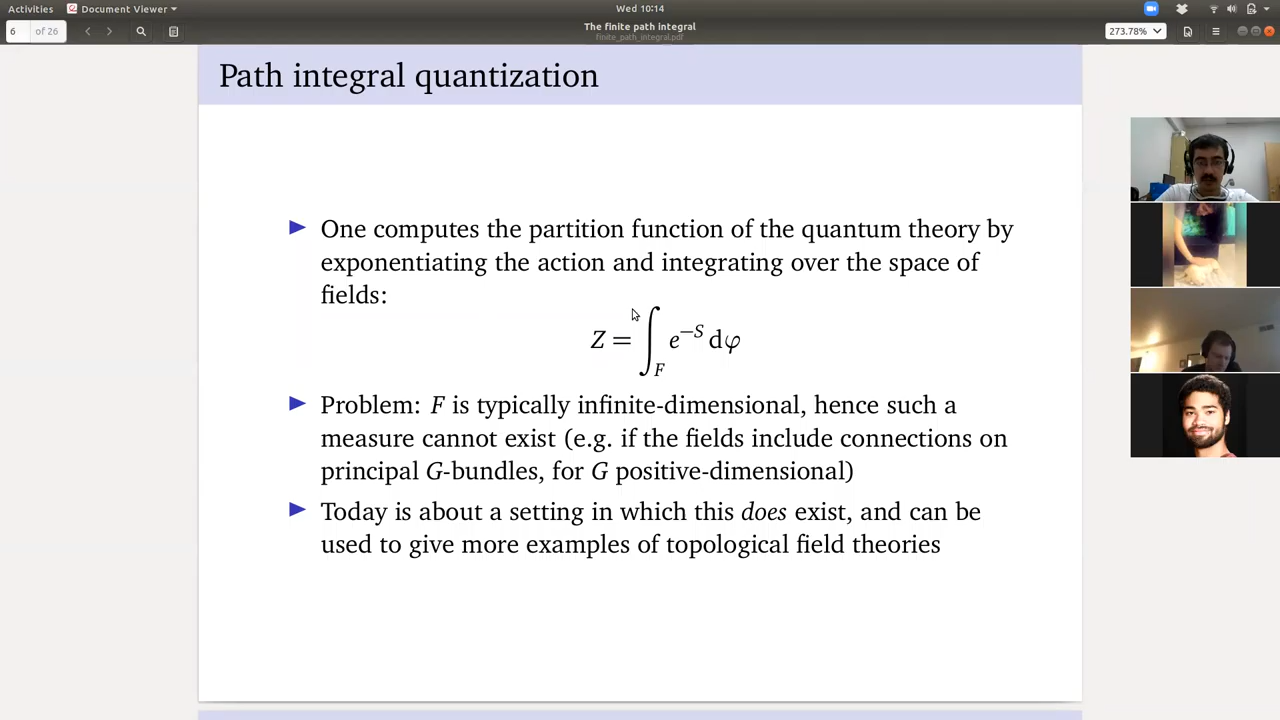 Activities Document Viewer Wed 10:14
6 of 26 The finite path integral 273.78%
finite_path_integral.pdf
Path integral quantization
One computes the partition function of the quantum theory by
exponentiating the action and integrating over the space of
fields:
Z = ∫_F e^{−S} dφ
Problem: F is typically infinite-dimensional, hence such a
measure cannot exist (e.g. if the fields include connections on
principal G-bundles, for G positive-dimensional)
Today is about a setting in which this does exist, and can be
used to give more examples of topological field theories